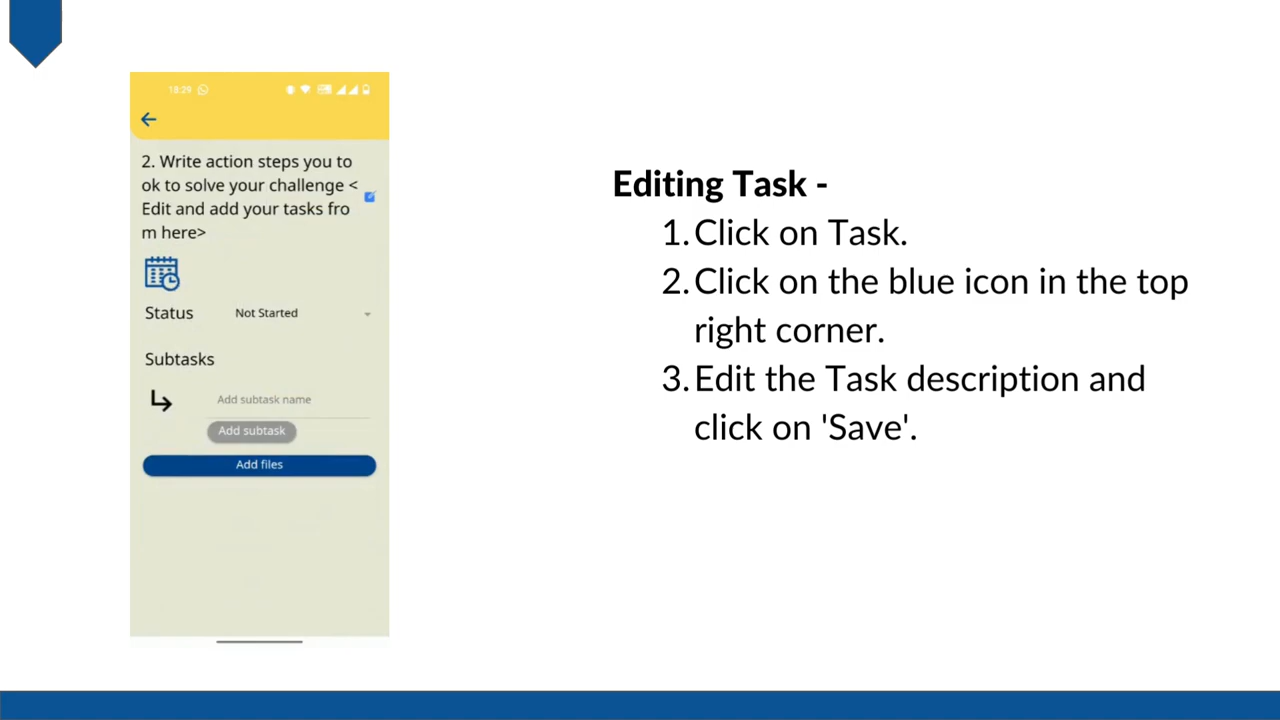 18:29
2. Write action steps you to
ok to solve your challenge <
Edit and add your tasks fro
m here>
Status Not Started
Subtasks
Add subtask name
Add subtask
Add files
Editing Task -
1. Click on Task.
2. Click on the blue icon in the top
right corner.
3. Edit the Task description and
click on 'Save'.